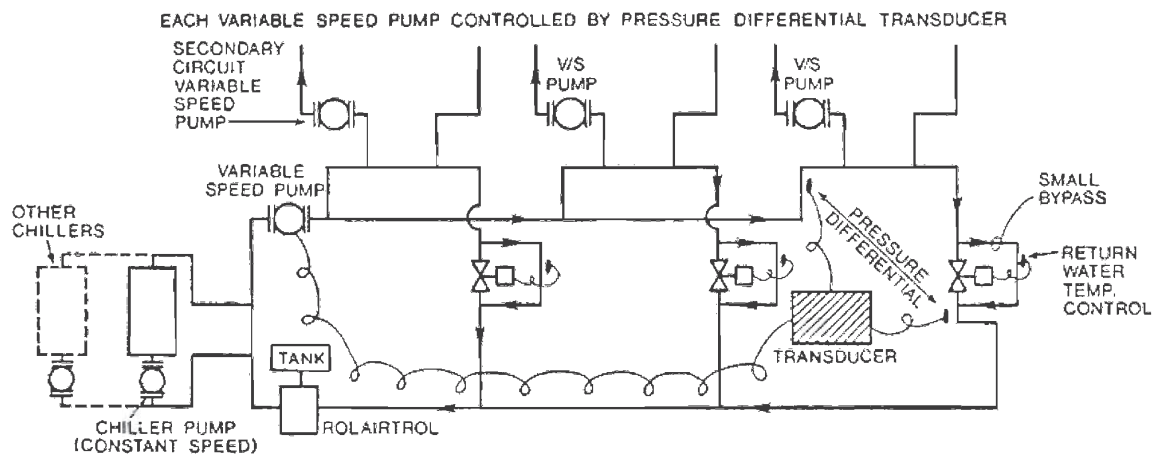 EACH VARIABLE SPEED PUMP CONTROLLED BY PRESSURE DIFFERENTIAL TRANSDUCER
SECONDARY
CIRCUIT
VARIABLE
SPEED
PUMP
V/S
PUMP
V/S
PUMP
VARIABLE
SPEED PUMP
OTHER
CHILLERS
SMALL
BYPASS
PRESSURE
DIFFERENTIAL
RETURN
WATER
TEMP.
CONTROL
TANK
TRANSDUCER
CHILLER PUMP
(CONSTANT SPEED)
ROLAIRTROL